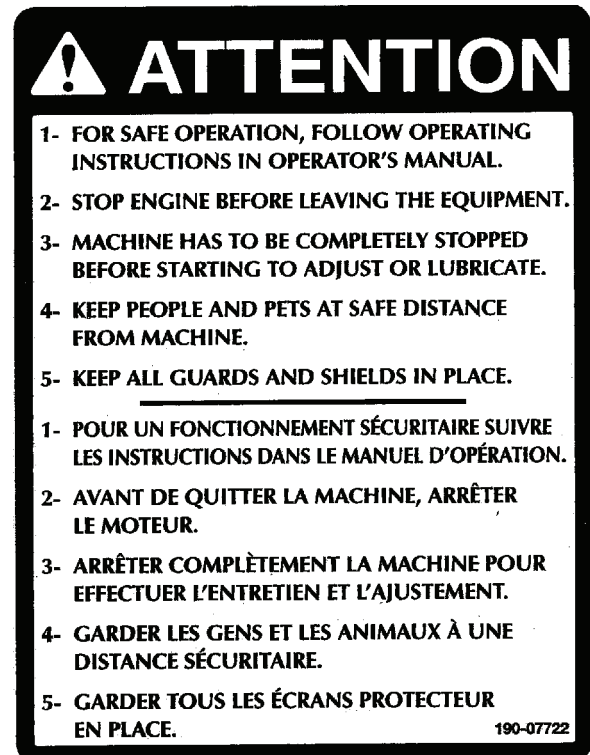 ATTENTION
1- FOR SAFE OPERATION, FOLLOW OPERATING
INSTRUCTIONS IN OPERATOR'S MANUAL.
2- STOP ENGINE BEFORE LEAVING THE EQUIPMENT.
3- MACHINE HAS TO BE COMPLETELY STOPPED
BEFORE STARTING TO ADJUST OR LUBRICATE.
4- KEEP PEOPLE AND PETS AT SAFE DISTANCE
FROM MACHINE.
5- KEEP ALL GUARDS AND SHIELDS IN PLACE.
1- POUR UN FONCTIONNEMENT SÉCURITAIRE SUIVRE
LES INSTRUCTIONS DANS LE MANUEL D'OPÉRATION.
2- AVANT DE QUITTER LA MACHINE, ARRÊTER
LE MOTEUR.
3- ARRÊTER COMPLÈTEMENT LA MACHINE POUR
EFFECTUER L'ENTRETIEN ET L'AJUSTEMENT.
4- GARDER LES GENS ET LES ANIMAUX À UNE
DISTANCE SÉCURITAIRE.
5- GARDER TOUS LES ÉCRANS PROTECTEUR
EN PLACE.
190-07722